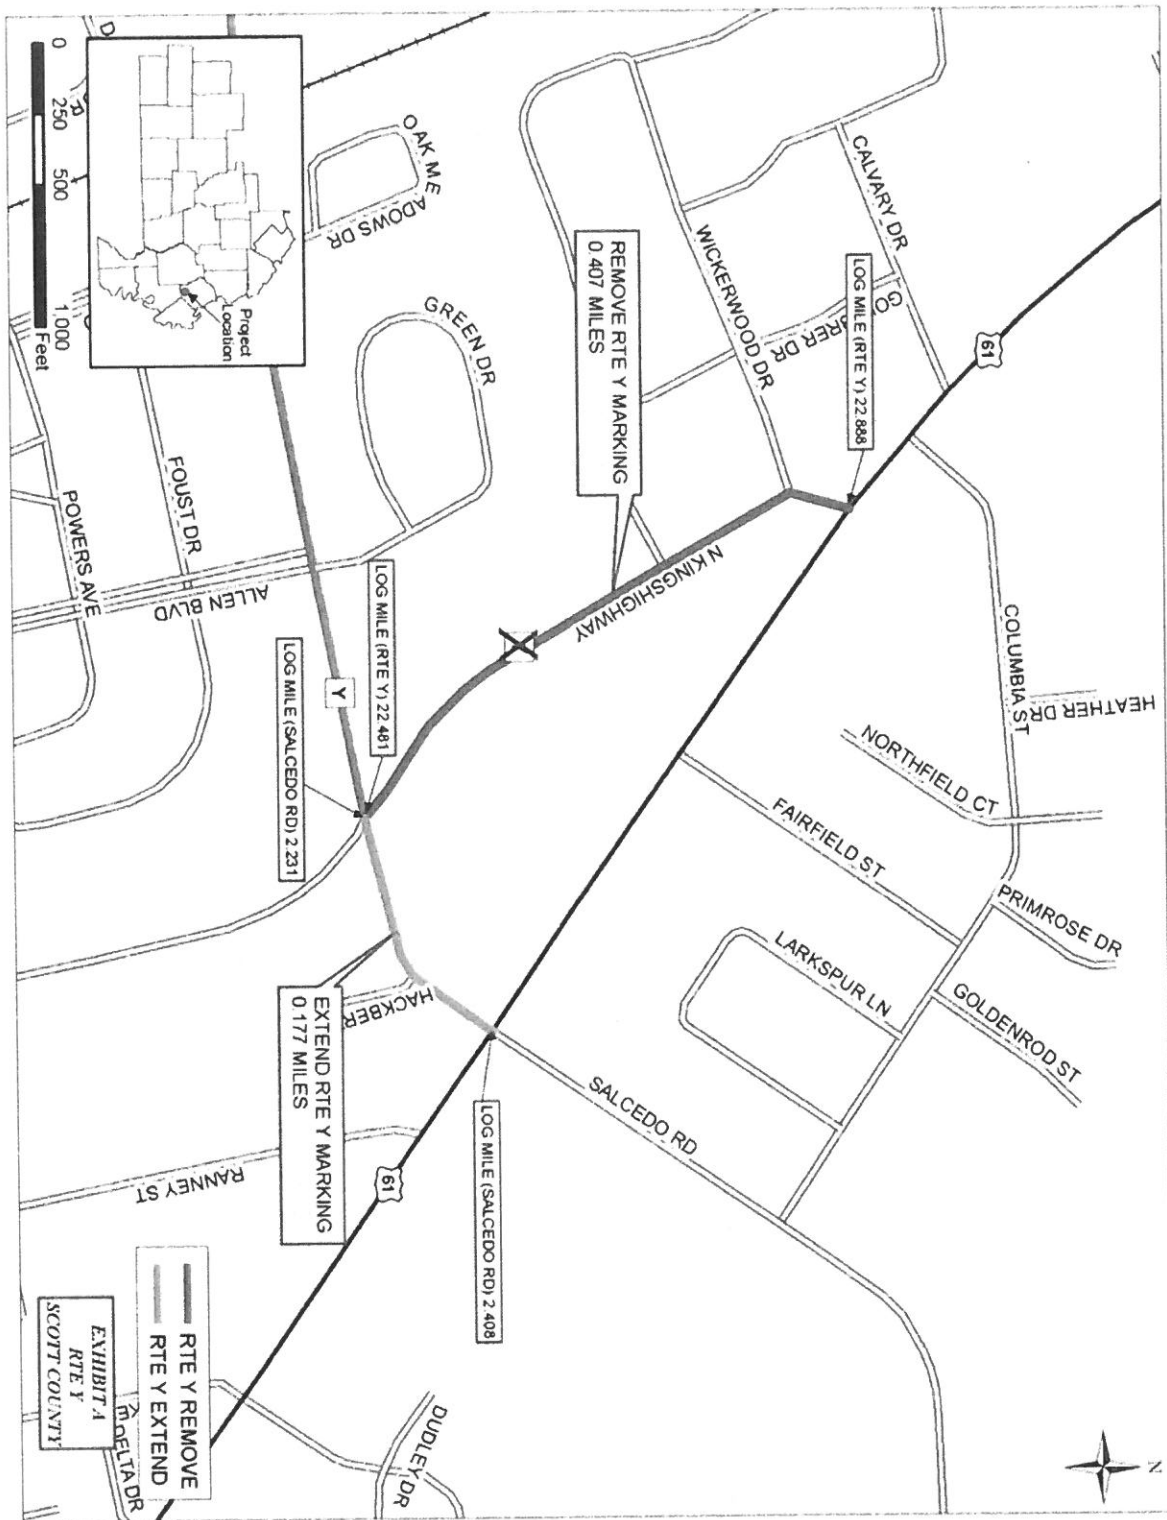 N
HEATHER DR
PRIMROSE DR
GOLDENROD ST
COLUMBIA ST
NORTHFIELD CT
FAIRFIELD ST
LARKSPUR LN
61
CALVARY DR
LOG MILE (RTE Y) 22.888
WICKERWOOD DR
REMOVE RTE Y MARKING
0.407 MILES
N KINGSHIGHWAY
SALCEDO RD
LOG MILE (SALCEDO RD) 2.408
OAK MEADOWS DR
GREEN DR
LOG MILE (RTE Y) 22.481
Y
LOG MILE (SALCEDO RD) 2.231
HACKBER
EXTEND RTE Y MARKING
0.177 MILES
61
RANNEY ST
DUDLEY DR
ALLEN BLVD
FOUST DR
POWERS AVE
Project
Location
0 250 500 1,000
Feet
RTE Y REMOVE
RTE Y EXTEND
DELTA DR
EXHIBIT A
RTE Y
SCOTT COUNTY